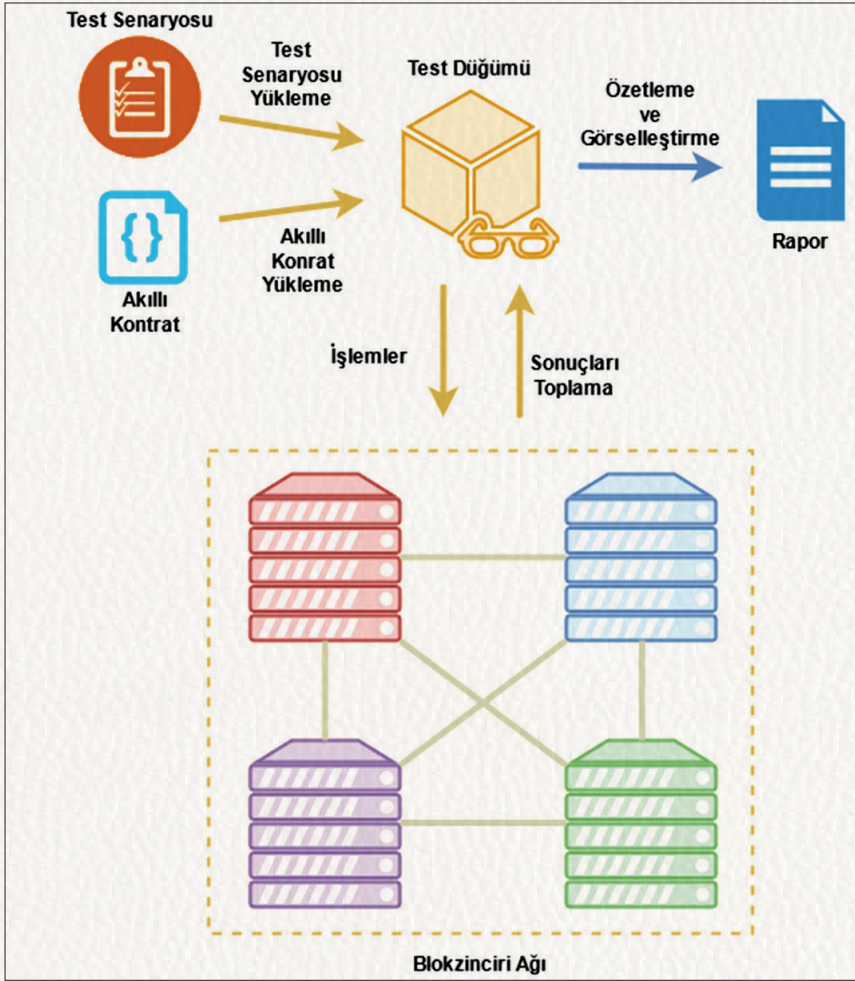 Test Senaryosu
Test
Senaryosu
Yükleme
Test Düğümü
Özetleme
ve
Görselleştirme
Akıllı
Kontrat
Akıllı
Konrat
Yükleme
Rapor
İşlemler
Sonuçları
Toplama
Blokzinciri Ağı